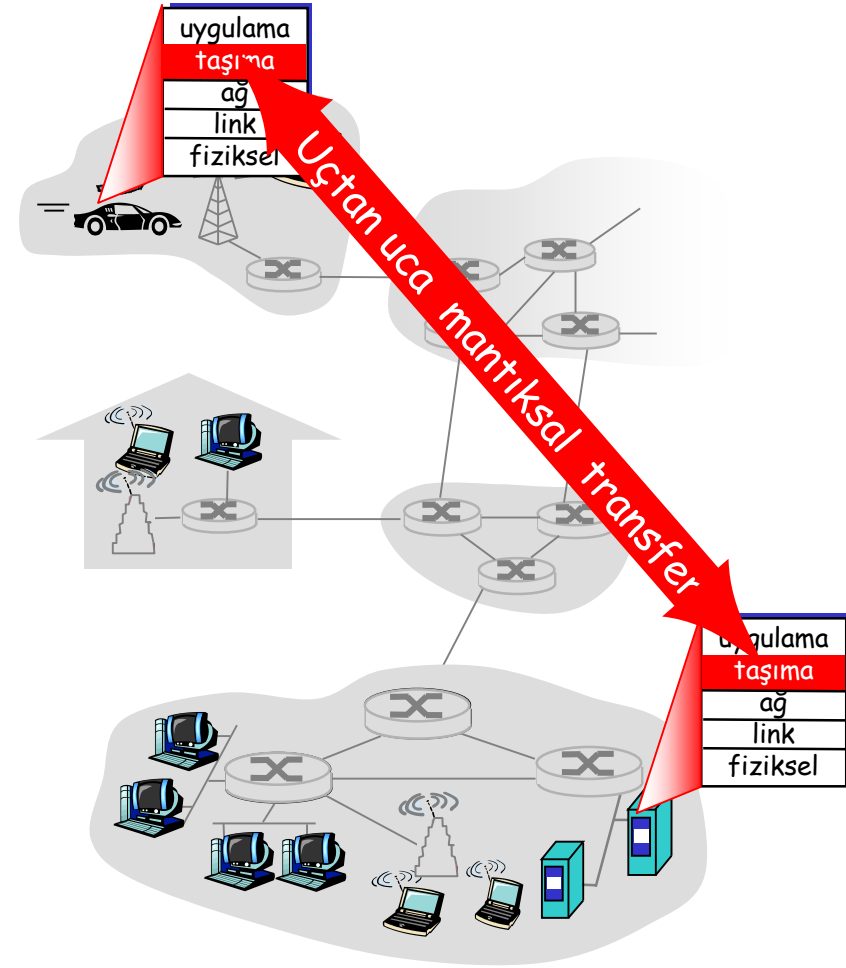 uygulama
taşıma
ağ
link
fiziksel
Uçtan uca mantıksal transfer
uygulama
taşıma
ağ
link
fiziksel